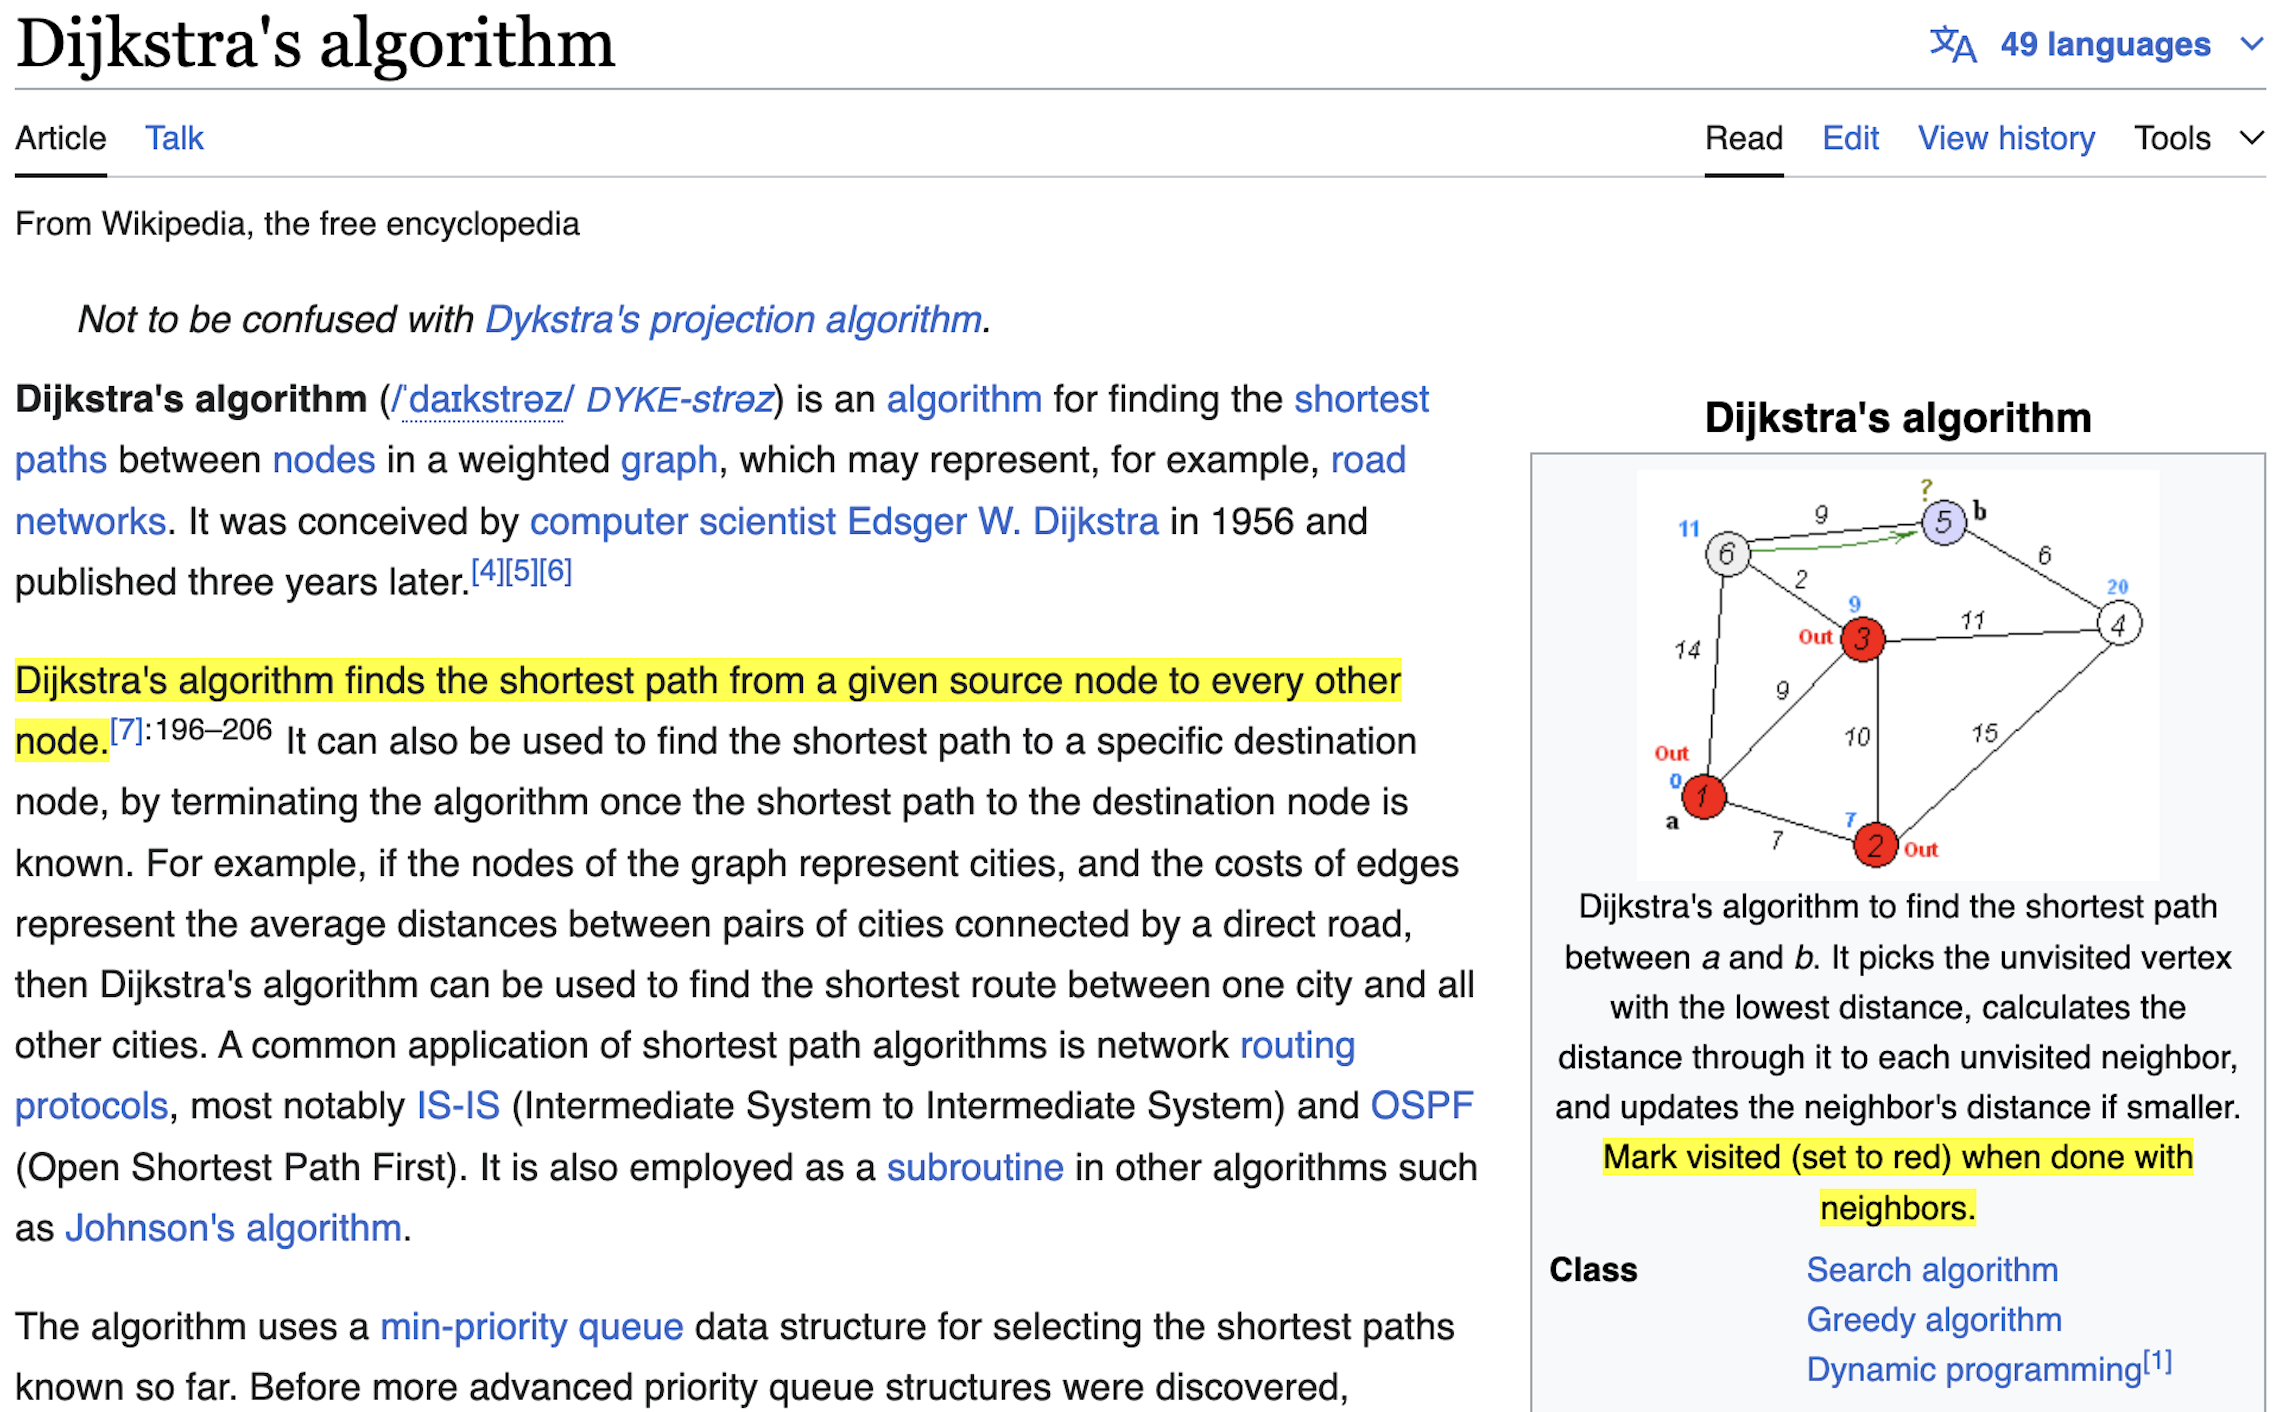 Dijkstra's algorithm
文A 49 languages
Article Talk
Read Edit View history Tools
From Wikipedia, the free encyclopedia
Not to be confused with Dykstra's projection algorithm.
Dijkstra's algorithm (/ˈdaɪkstrəz/ DYKE-strəz) is an algorithm for finding the shortest
paths between nodes in a weighted graph, which may represent, for example, road
networks. It was conceived by computer scientist Edsger W. Dijkstra in 1956 and
published three years later.[4][5][6]
Dijkstra's algorithm finds the shortest path from a given source node to every other
node.[7]:196–206 It can also be used to find the shortest path to a specific destination
node, by terminating the algorithm once the shortest path to the destination node is
known. For example, if the nodes of the graph represent cities, and the costs of edges
represent the average distances between pairs of cities connected by a direct road,
then Dijkstra's algorithm can be used to find the shortest route between one city and all
other cities. A common application of shortest path algorithms is network routing
protocols, most notably IS-IS (Intermediate System to Intermediate System) and OSPF
(Open Shortest Path First). It is also employed as a subroutine in other algorithms such
as Johnson's algorithm.
The algorithm uses a min-priority queue data structure for selecting the shortest paths
known so far. Before more advanced priority queue structures were discovered,
Dijkstra's algorithm
?
9 5 b
11
6
6
2
20
9
11 4
Out 3
14
9
10 15
Out
0
1
a
7
7
2 Out
Dijkstra's algorithm to find the shortest path
between a and b. It picks the unvisited vertex
with the lowest distance, calculates the
distance through it to each unvisited neighbor,
and updates the neighbor's distance if smaller.
Mark visited (set to red) when done with
neighbors.
Class Search algorithm
Greedy algorithm
Dynamic programming[1]